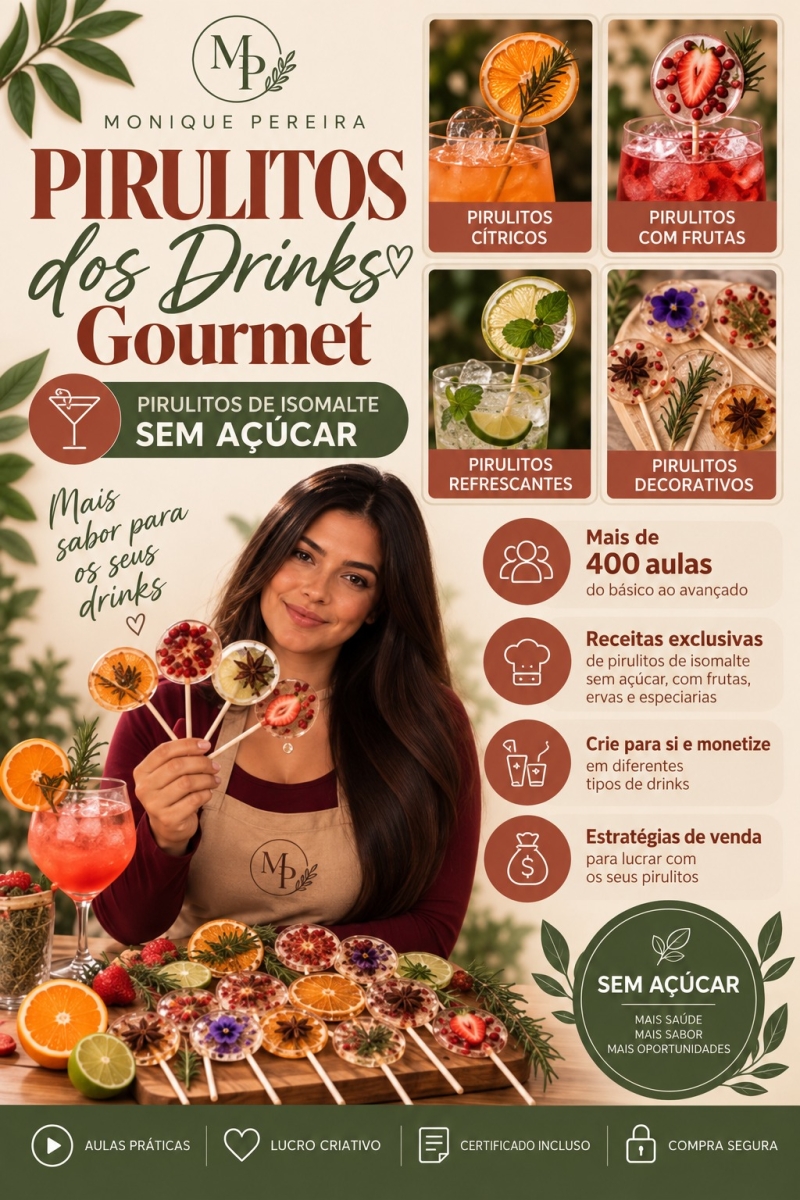 MP
MONIQUE PEREIRA
PIRULITOS
dos Drinks
Gourmet
PIRULITOS DE ISOMALTE
SEM AÇÚCAR
Mais
sabor para
os seus
drinks
MP
PIRULITOS
CÍTRICOS
PIRULITOS
COM FRUTAS
PIRULITOS
REFRESCANTES
PIRULITOS
DECORATIVOS
Mais de
400 aulas
do básico ao avançado
Receitas exclusivas
de pirulitos de isomalte
sem açúcar, com frutas,
ervas e especiarias
Crie para si e monetize
em diferentes
tipos de drinks
Estratégias de venda
para lucrar com
os seus pirulitos
SEM AÇÚCAR
MAIS SAÚDE
MAIS SABOR
MAIS OPORTUNIDADES
AULAS PRÁTICAS
LUCRO CRIATIVO
CERTIFICADO INCLUSO
COMPRA SEGURA